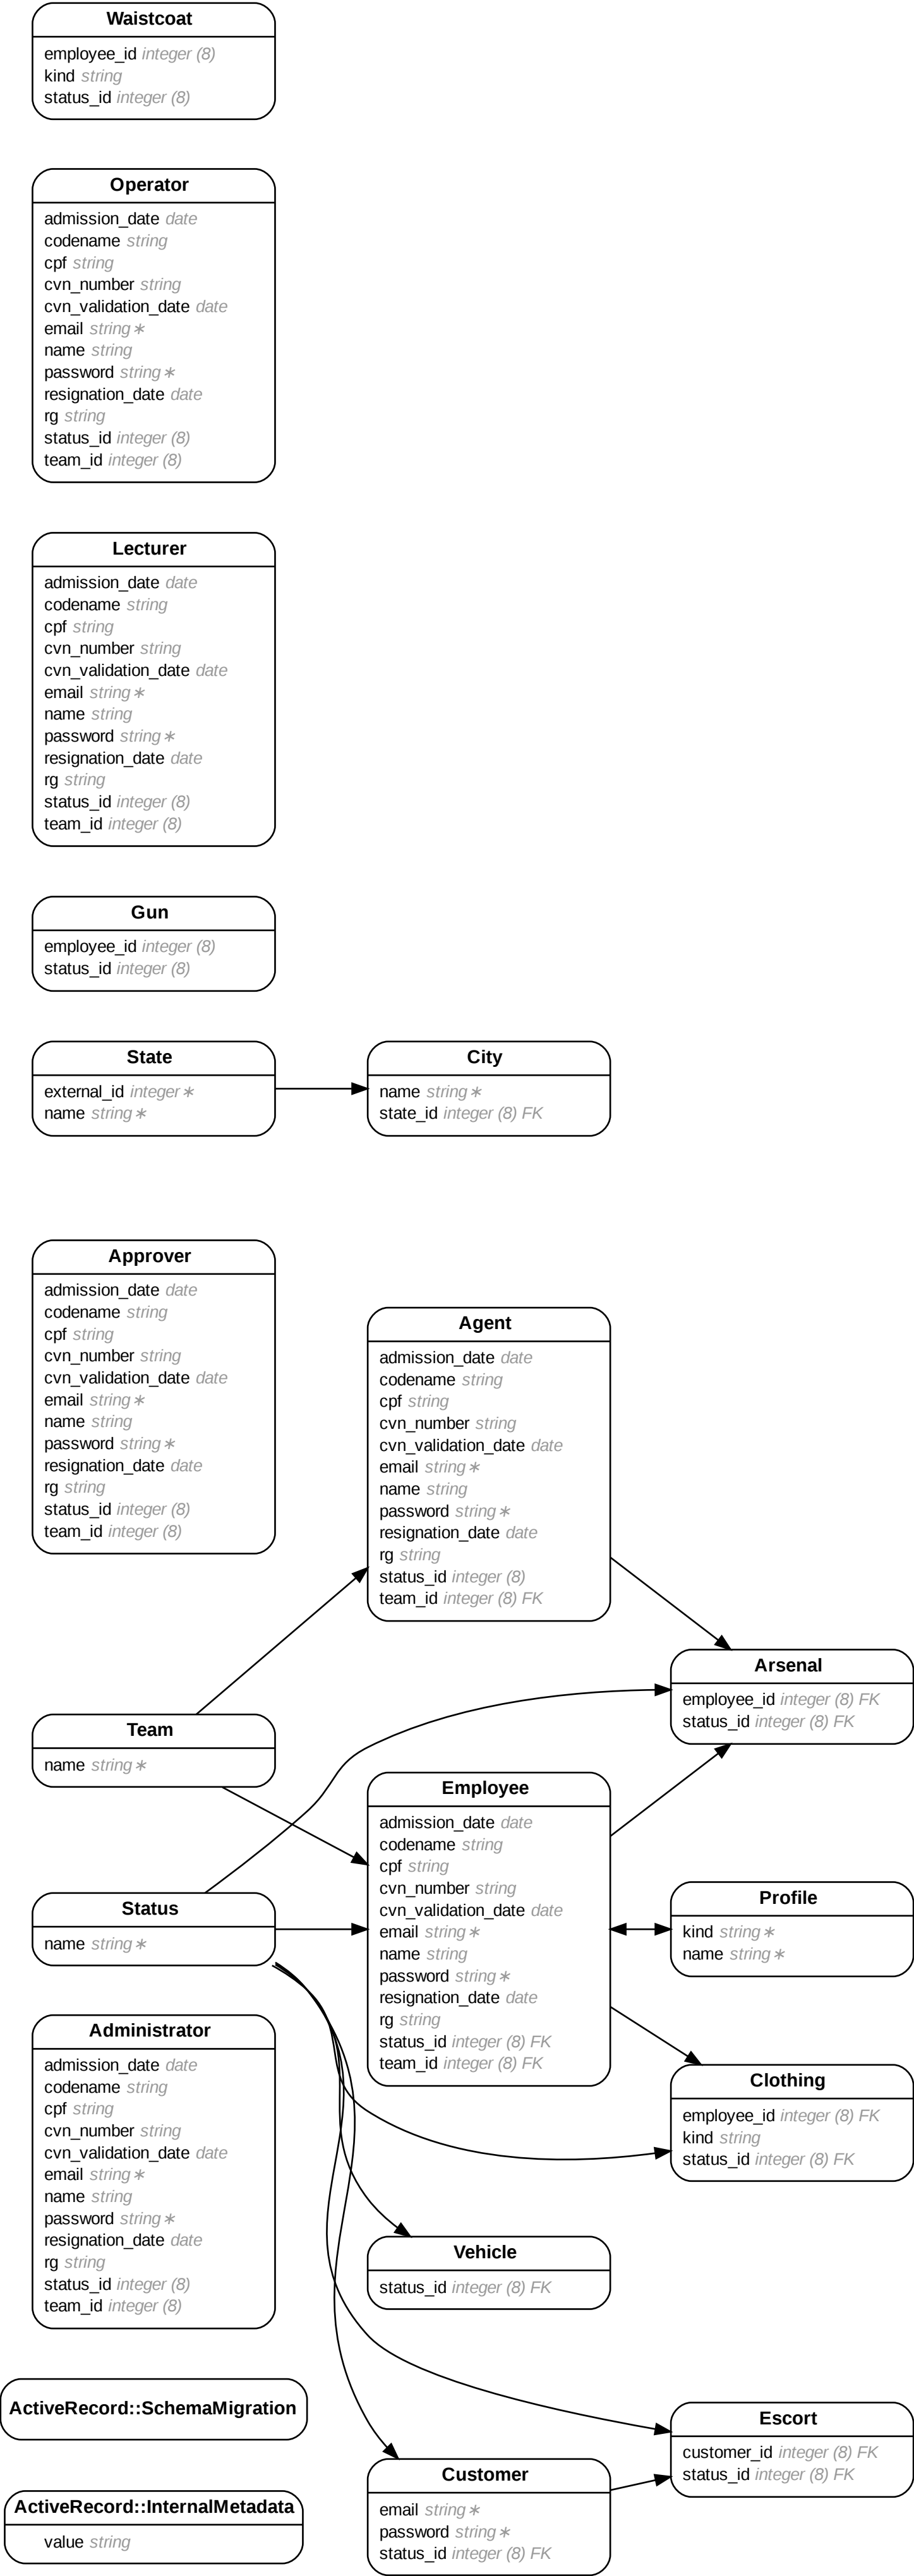 Waistcoat
employee_id integer (8)
kind string
status_id integer (8)
Operator
admission_date date
codename string
cpf string
cvn_number string
cvn_validation_date date
email string∗
name string
password string∗
resignation_date date
rg string
status_id integer (8)
team_id integer (8)
Lecturer
admission_date date
codename string
cpf string
cvn_number string
cvn_validation_date date
email string∗
name string
password string∗
resignation_date date
rg string
status_id integer (8)
team_id integer (8)
Gun
employee_id integer (8)
status_id integer (8)
State
external_id integer∗
name string∗
City
name string∗
state_id integer (8) FK
Approver
admission_date date
codename string
cpf string
cvn_number string
cvn_validation_date date
email string∗
name string
password string∗
resignation_date date
rg string
status_id integer (8)
team_id integer (8)
Agent
admission_date date
codename string
cpf string
cvn_number string
cvn_validation_date date
email string∗
name string
password string∗
resignation_date date
rg string
status_id integer (8)
team_id integer (8) FK
Arsenal
employee_id integer (8) FK
status_id integer (8) FK
Team
name string∗
Employee
admission_date date
codename string
cpf string
cvn_number string
cvn_validation_date date
email string∗
name string
password string∗
resignation_date date
rg string
status_id integer (8) FK
team_id integer (8) FK
Status
name string∗
Profile
kind string∗
name string∗
Administrator
admission_date date
codename string
cpf string
cvn_number string
cvn_validation_date date
email string∗
name string
password string∗
resignation_date date
rg string
status_id integer (8)
team_id integer (8)
Clothing
employee_id integer (8) FK
kind string
status_id integer (8) FK
Vehicle
status_id integer (8) FK
ActiveRecord::SchemaMigration
Escort
customer_id integer (8) FK
status_id integer (8) FK
Customer
email string∗
password string∗
status_id integer (8) FK
ActiveRecord::InternalMetadata
value string